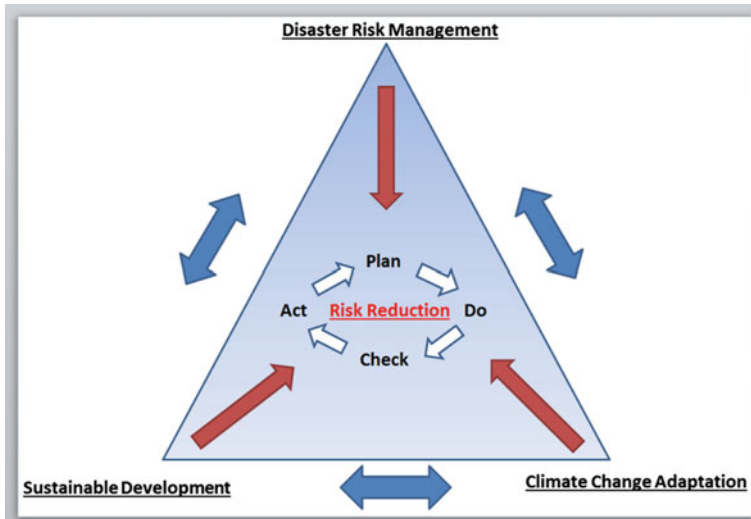 Disaster Risk Management
Plan
Act
Risk Reduction
Do
Check
Sustainable Development
Climate Change Adaptation